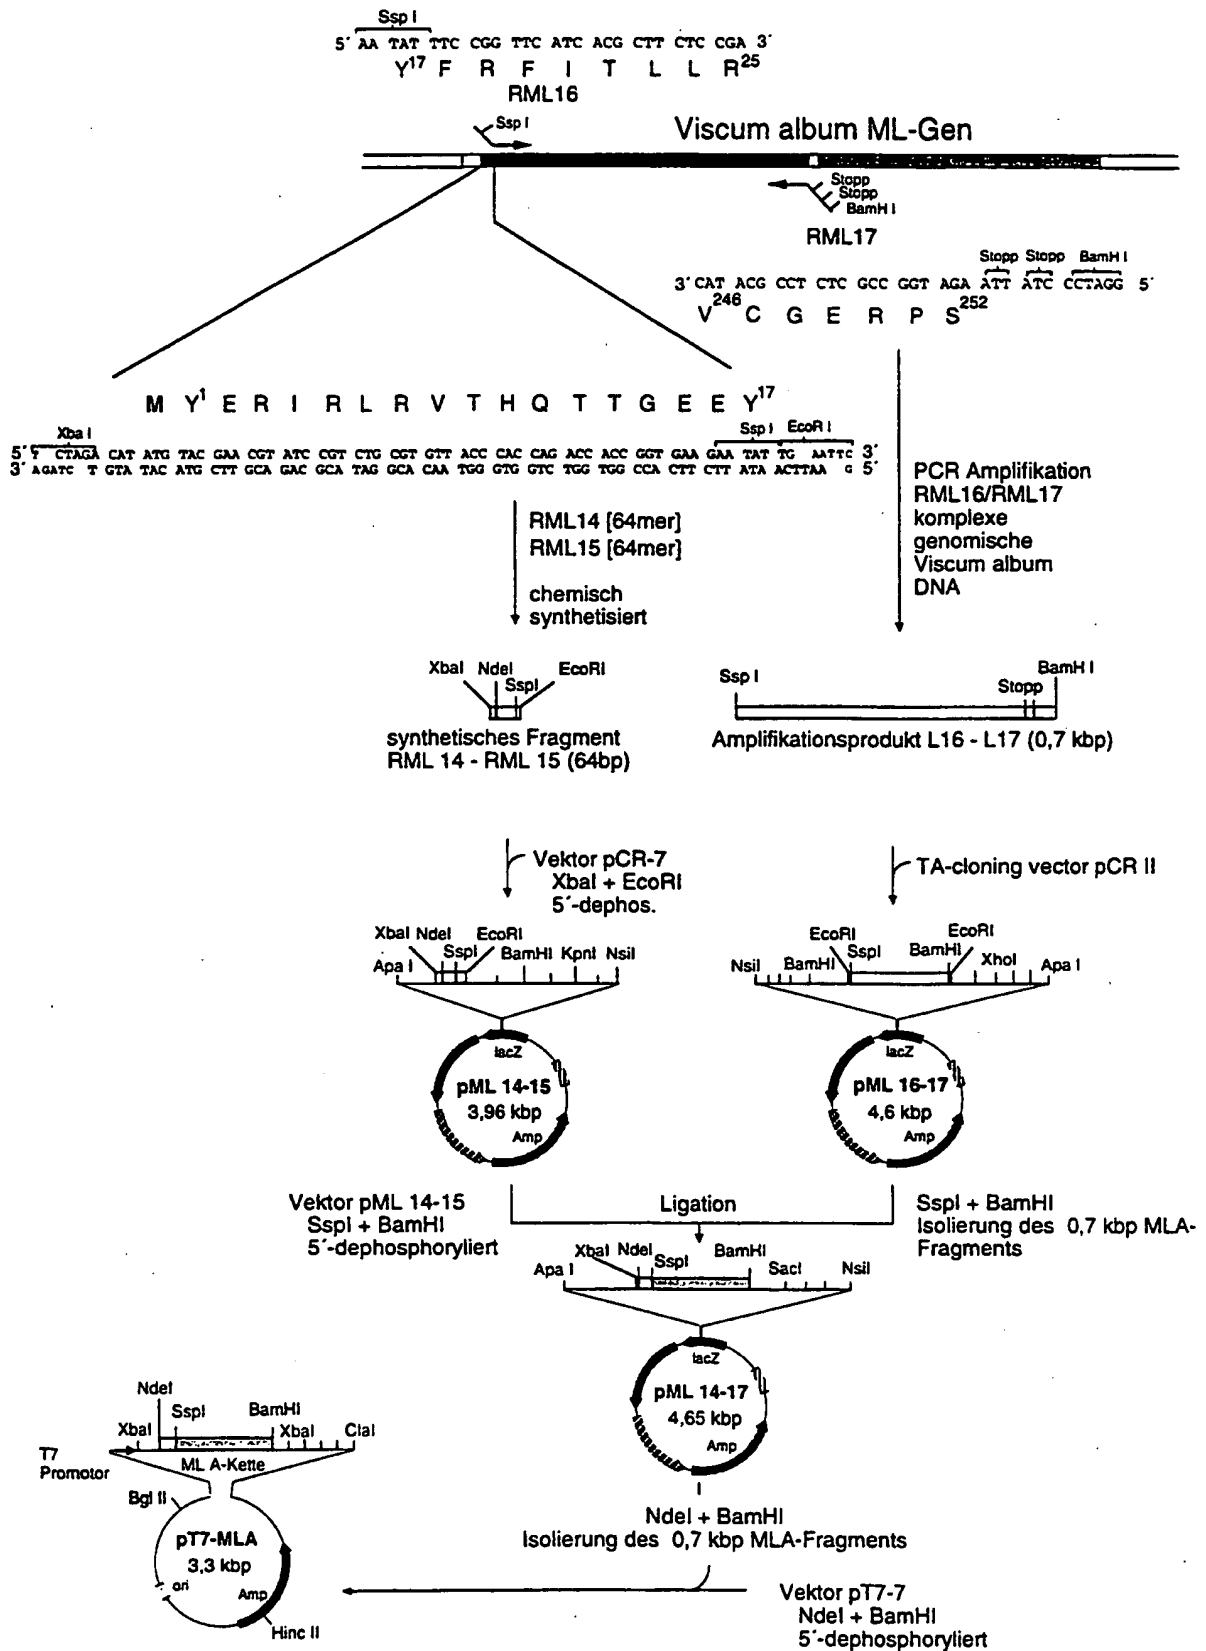 Ssp I
5´ AA TAT TTC CGG TTC ATC ACG CTT CTC CGA 3´
Y17 F R F I T L L R25
RML16
Ssp I
Viscum album ML-Gen
Stopp
Stopp
BamH I
RML17
Stopp Stopp BamH I
3´ CAT ACG CCT CTC GCC GGT AGA ATT ATC CCTAGG 5´
V246 C G E R P S252
M Y1 E R I R L R V T H Q T T G E E Y17
Xba I
Ssp I EcoR I
5´ T CTAGA CAT ATG TAC GAA CGT ATC CGT CTG CGT GTT ACC CAC CAG ACC ACC GGT GAA GAA TAT TG AATTC 3´
3´ AGATC T GTA TAC ATG CTT GCA GAC GCA TAG GCA CAA TGG GTG GTC TGG TGG CCA CTT CTT ATA ACTTAA G 5´
RML14 [64mer]
RML15 [64mer]
chemisch
synthetisiert
PCR Amplifikation
RML16/RML17
komplexe
genomische
Viscum album
DNA
XbaI NdeI SspI EcoRI
synthetisches Fragment
RML 14 - RML 15 (64bp)
Ssp I
Stopp
BamH I
Amplifikationsprodukt L16 - L17 (0,7 kbp)
Vektor pCR-7
XbaI + EcoRI
5´-dephos.
TA-cloning vector pCR II
XbaI NdeI EcoRI
Apa I SspI BamHI KpnI NsiI
lacZ
pML 14-15
3,96 kbp
Amp
EcoRI SspI BamHI EcoRI
NsiI BamHI XhoI Apa I
lacZ
pML 16-17
4,6 kbp
Amp
Vektor pML 14-15
SspI + BamHI
5´-dephosphoryliert
Ligation
SspI + BamHI
Isolierung des 0,7 kbp MLA-
Fragments
XbaI NdeI BamHI
Apa I SspI SacI NsiI
lacZ
pML 14-17
4,65 kbp
Amp
NdeI + BamHI
Isolierung des 0,7 kbp MLA-Fragments
NdeI
SspI BamHI
XbaI XbaI ClaI
T7
Promotor
ML A-Kette
Bgl II
pT7-MLA
3,3 kbp
ori
Amp
Hinc II
Vektor pT7-7
NdeI + BamHI
5´-dephosphoryliert